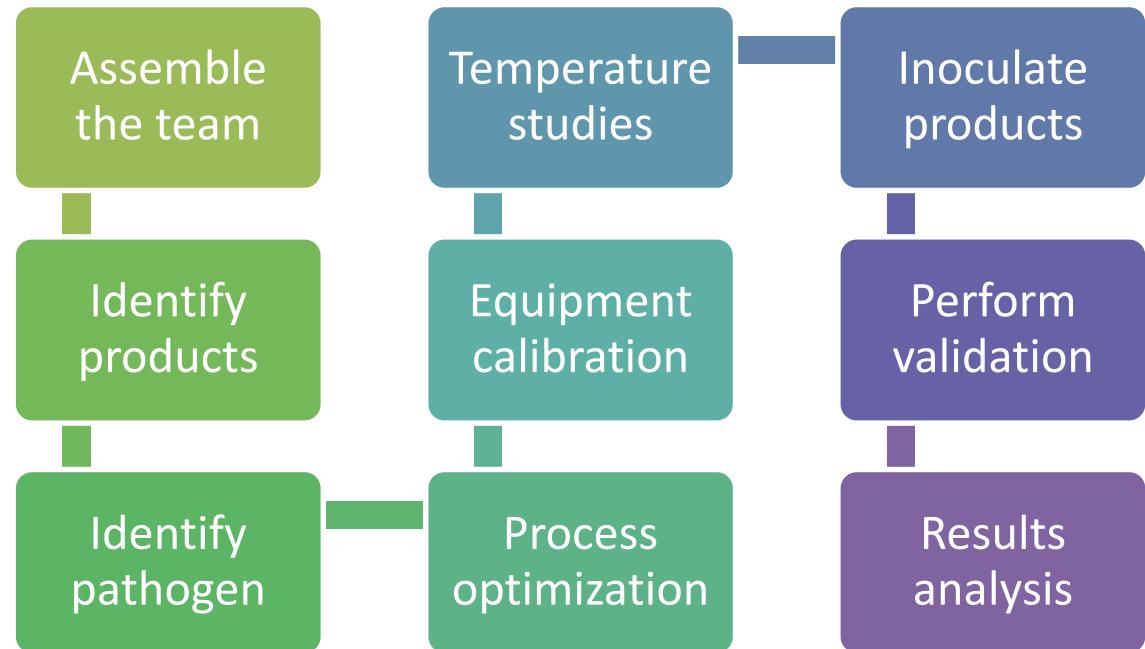 Assemble
the team
Identify
products
Identify
pathogen
Process
optimization
Equipment
calibration
Temperature
studies
Inoculate
products
Perform
validation
Results
analysis